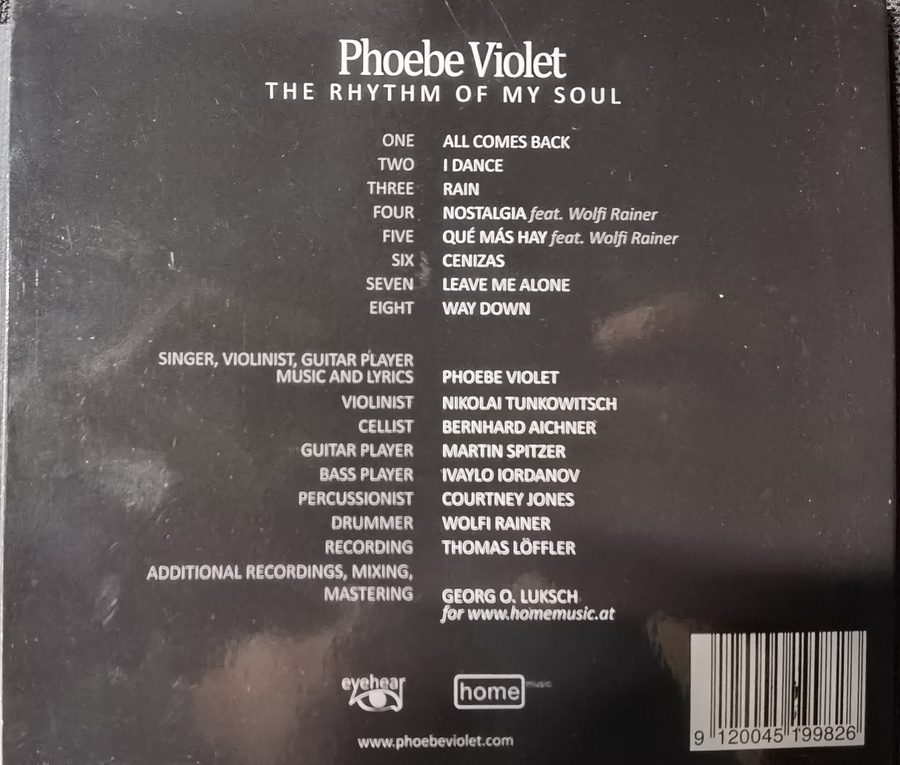 Phoebe Violet
THE RHYTHM OF MY SOUL
ONE ALL COMES BACK
TWO I DANCE
THREE RAIN
FOUR NOSTALGIA feat. Wolfi Rainer
FIVE QUÉ MÁS HAY feat. Wolfi Rainer
SIX CENIZAS
SEVEN LEAVE ME ALONE
EIGHT WAY DOWN
SINGER, VIOLINIST, GUITAR PLAYER
MUSIC AND LYRICS PHOEBE VIOLET
VIOLINIST NIKOLAI TUNKOWITSCH
CELLIST BERNHARD AICHNER
GUITAR PLAYER MARTIN SPITZER
BASS PLAYER IVAYLO IORDANOV
PERCUSSIONIST COURTNEY JONES
DRUMMER WOLFI RAINER
RECORDING THOMAS LÖFFLER
ADDITIONAL RECORDINGS, MIXING,
MASTERING GEORG O. LUKSCH
for www.homemusic.at
eyehear home music
www.phoebeviolet.com
9 120045 199826